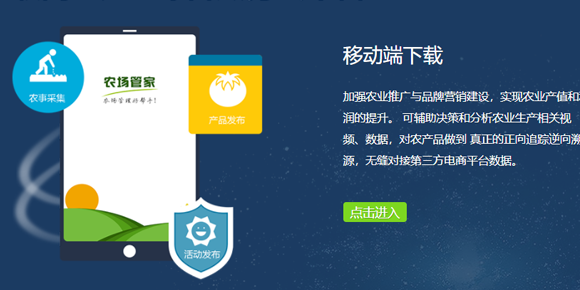 农事采集
农场管家
农场管理好帮手!
产品发布
活动发布
移动端下载
加强农业推广与品牌营销建设，实现农业产值和
润的提升。 可辅助决策和分析农业生产相关视
频、数据，对农产品做到 真正的正向追踪逆向溯
源，无缝对接第三方电商平台数据。
点击进入